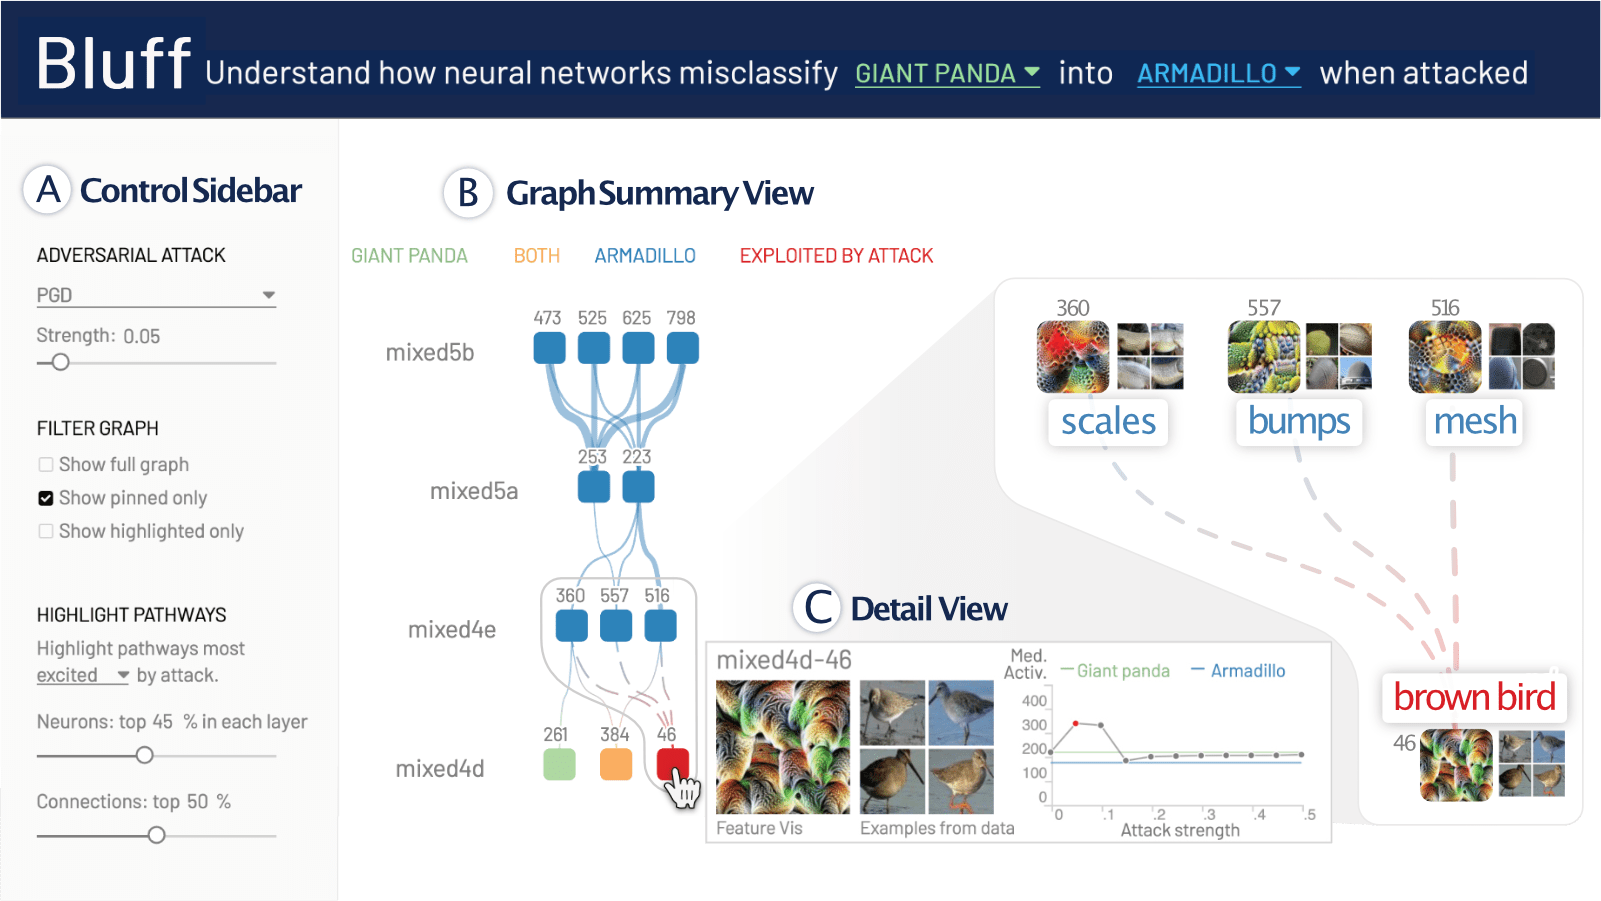 Bluff Understand how neural networks misclassify GIANT PANDA into ARMADILLO when attacked
A Control Sidebar
ADVERSARIAL ATTACK
PGD
Strength: 0.05
FILTER GRAPH
Show full graph
Show pinned only
Show highlighted only
HIGHLIGHT PATHWAYS
Highlight pathways most
excited by attack.
Neurons: top 45 % in each layer
Connections: top 50 %
B Graph Summary View
GIANT PANDA BOTH ARMADILLO EXPLOITED BY ATTACK
473 525 625 798
mixed5b
253 223
mixed5a
360 557 516
mixed4e
261 384 46
mixed4d
360 557 516
scales bumps mesh
brown bird
46
C Detail View
mixed4d-46
Feature Vis
Examples from data
Med.
Activ.
Giant panda Armadillo
400
300
200
100
0
0 .1 .2 .3 .4 .5
Attack strength